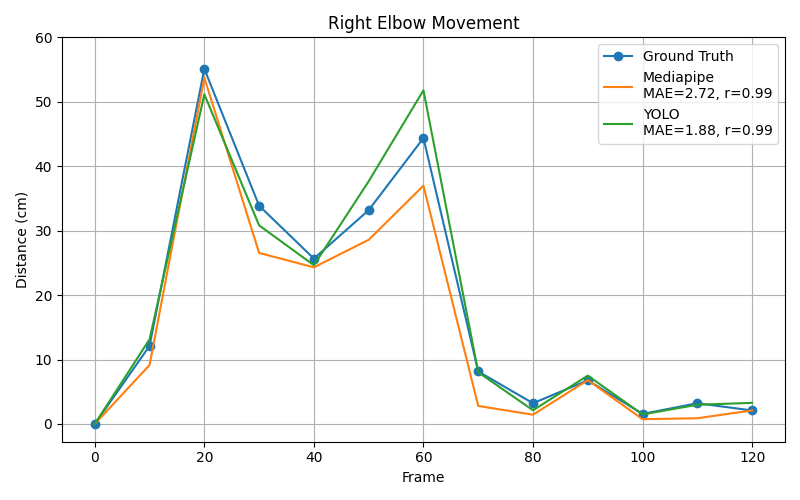 Right Elbow Movement
Ground Truth
Mediapipe
MAE=2.72, r=0.99
YOLO
MAE=1.88, r=0.99
60
50
40
30
20
10
0
Distance (cm)
0 20 40 60 80 100 120
Frame